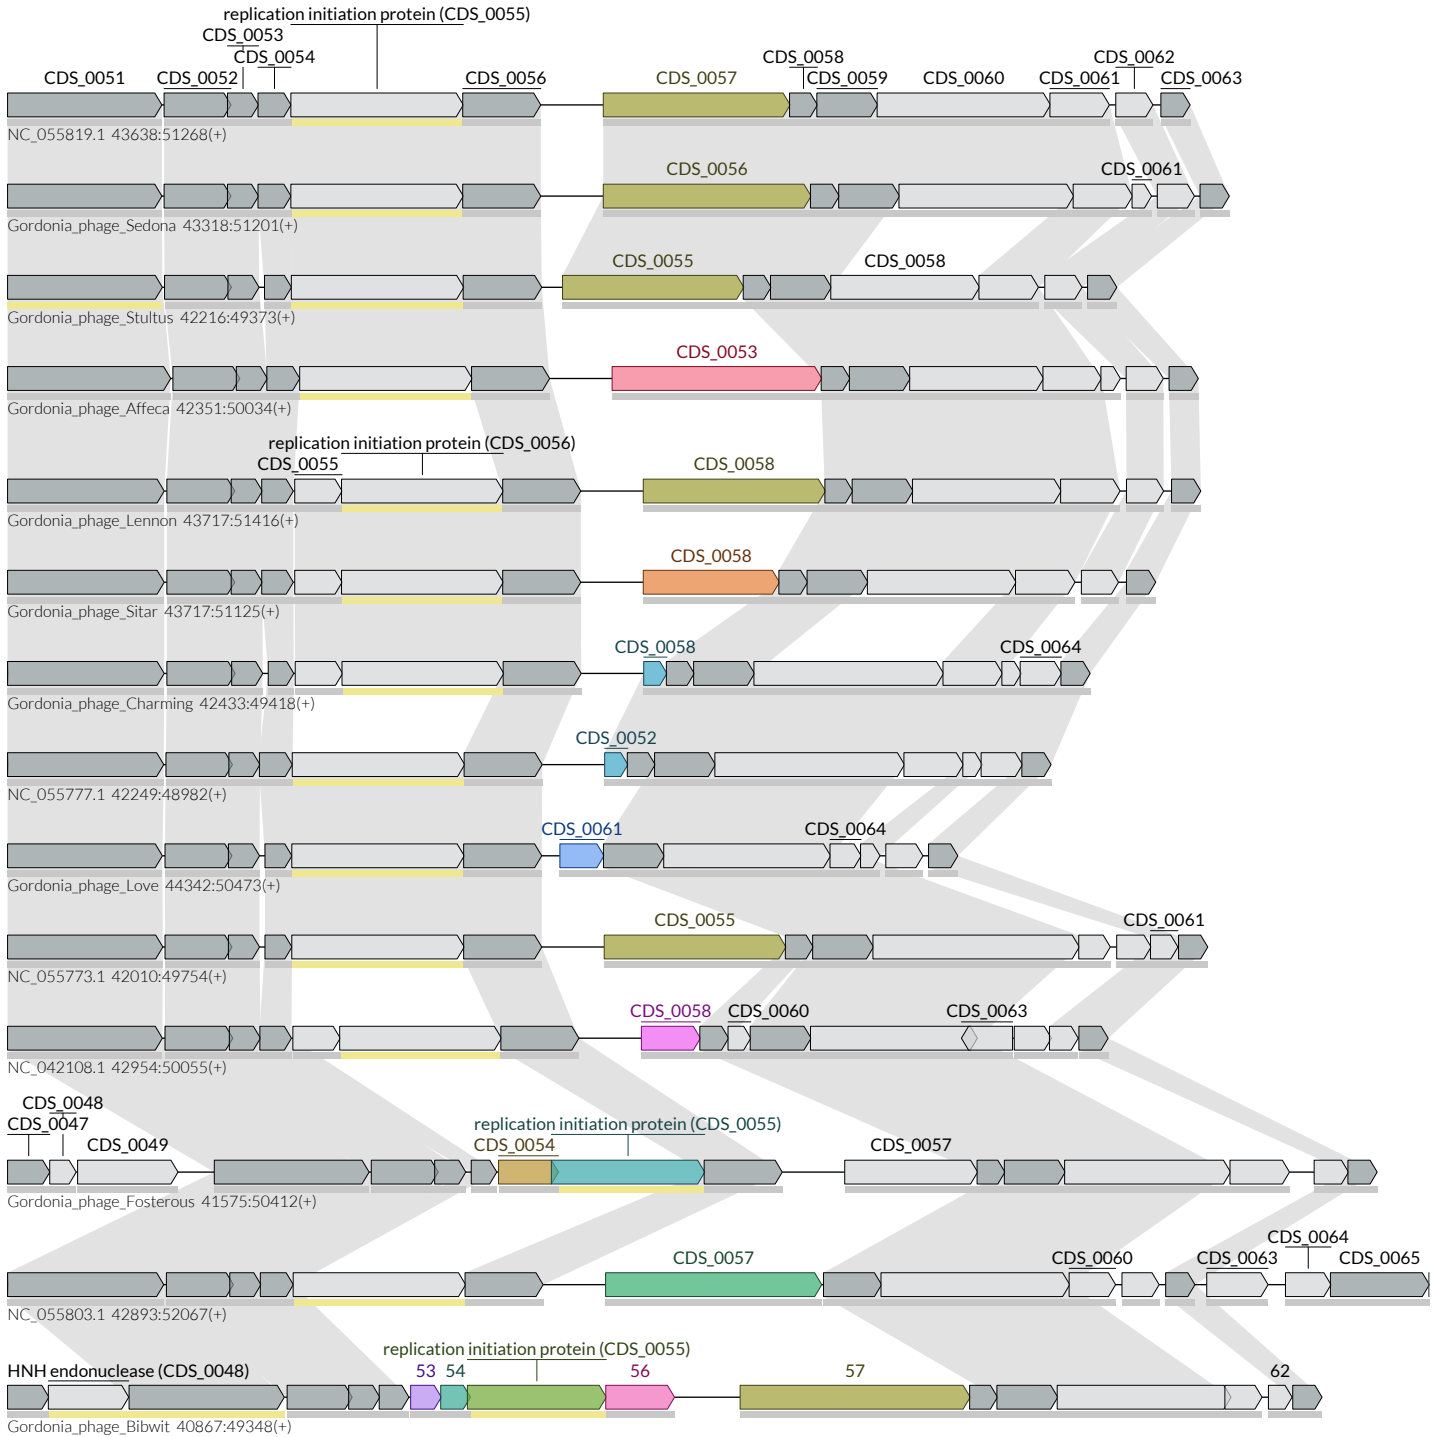 replication initiation protein (CDS_0055)
CDS_0053
CDS_0054 CDS_0058 CDS_0062
CDS_0051 CDS_0052 CDS_0056 CDS_0057 CDS_0059 CDS_0060 CDS_0061 CDS_0063
NC_055819.1 43638:51268(+)
CDS_0056 CDS_0061
Gordonia_phage_Sedona 43318:51201(+)
CDS_0055 CDS_0058
Gordonia_phage_Stultus 42216:49373(+)
CDS_0053
Gordonia_phage_Affeca 42351:50034(+)
replication initiation protein (CDS_0056)
CDS_0055 CDS_0058
Gordonia_phage_Lennon 43717:51416(+)
CDS_0058
Gordonia_phage_Sitar 43717:51125(+)
CDS_0058 CDS_0064
Gordonia_phage_Charming 42433:49418(+)
CDS_0052
NC_055777.1 42249:48982(+)
CDS_0061 CDS_0064
Gordonia_phage_Love 44342:50473(+)
CDS_0055 CDS_0061
NC_055773.1 42010:49754(+)
CDS_0058 CDS_0060 CDS_0063
NC_042108.1 42954:50055(+)
CDS_0048
CDS_0047 replication initiation protein (CDS_0055)
CDS_0049 CDS_0054 CDS_0057
Gordonia_phage_Fosterous 41575:50412(+)
CDS_0064
CDS_0057 CDS_0060 CDS_0063 CDS_0065
NC_055803.1 42893:52067(+)
replication initiation protein (CDS_0055)
HNH endonuclease (CDS_0048) 53 54 56 57 62
Gordonia_phage_Bibwit 40867:49348(+)